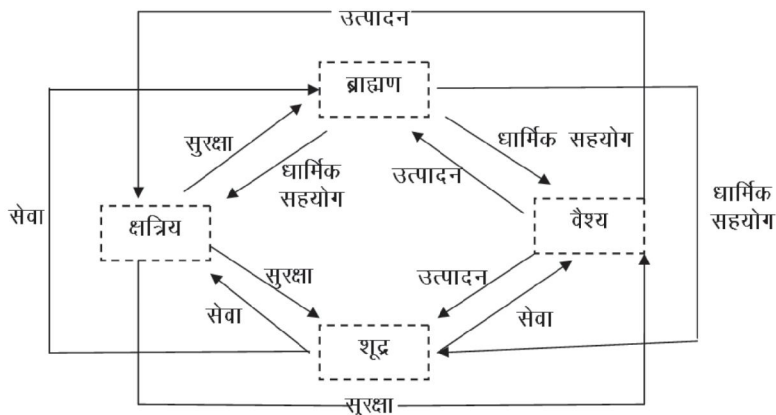 उत्पादन
ब्राह्मण
सुरक्षा
धार्मिक सहयोग
धार्मिक
सहयोग
उत्पादन
धार्मिक
सहयोग
सेवा
क्षत्रिय
वैश्य
सुरक्षा
उत्पादन
सेवा
सेवा
शूद्र
सुरक्षा